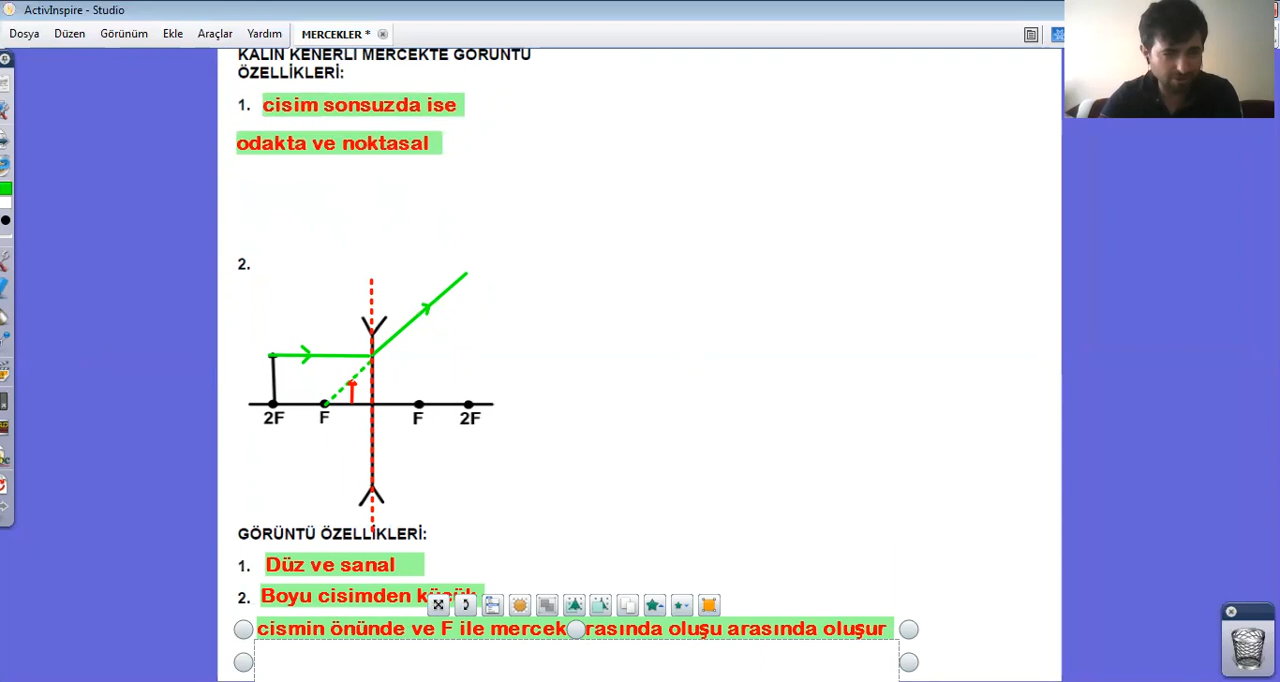 ActivInspire - Studio
Dosya Düzen Görünüm Ekle Araçlar Yardım MERCEKLER *
KALIN KENERLİ MERCEKTE GÖRÜNTÜ
ÖZELLİKLERİ:
1. cisim sonsuzda ise
odakta ve noktasal
2.
2F F F 2F
GÖRÜNTÜ ÖZELLİKLERİ:
1. Düz ve sanal
2. Boyu cisimden küçük
cismin önünde ve F ile mercek rasında oluşu arasında oluşur